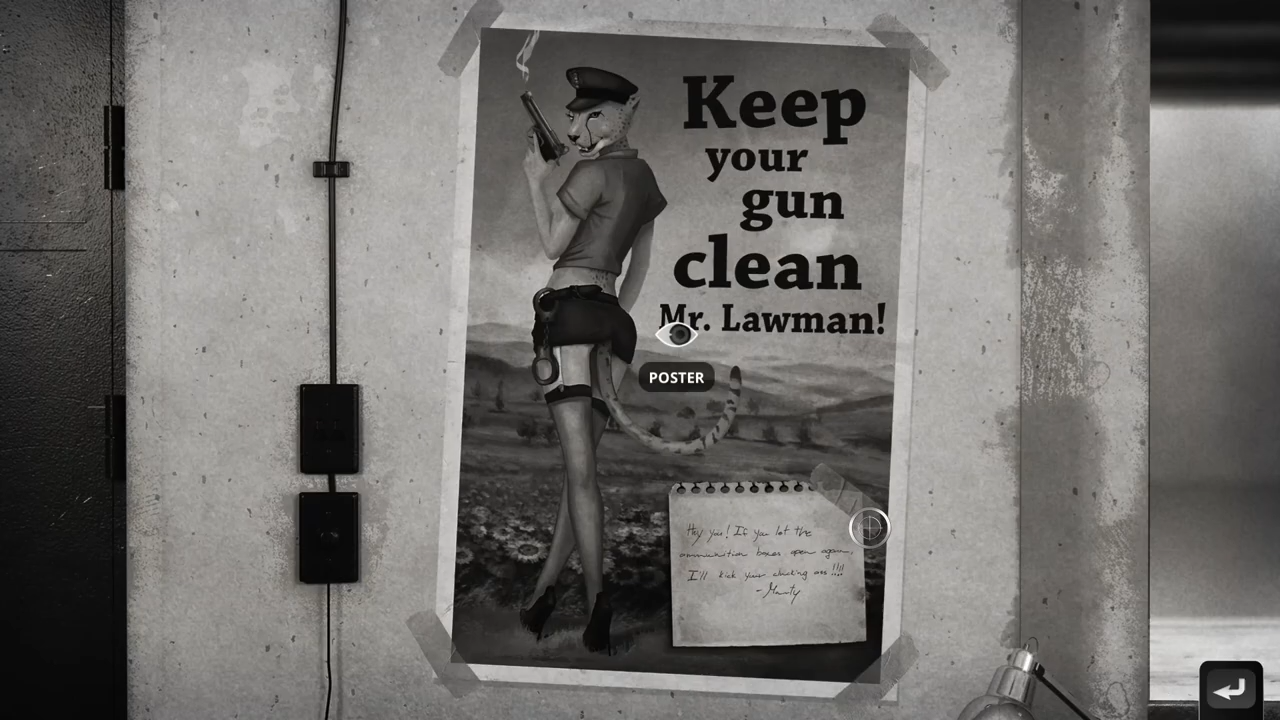 Keep
your
gun
clean
Mr. Lawman!
POSTER
Hey you! If you let the
ammunition boxes open again,
I'll kick your ass !!!!
- Marty